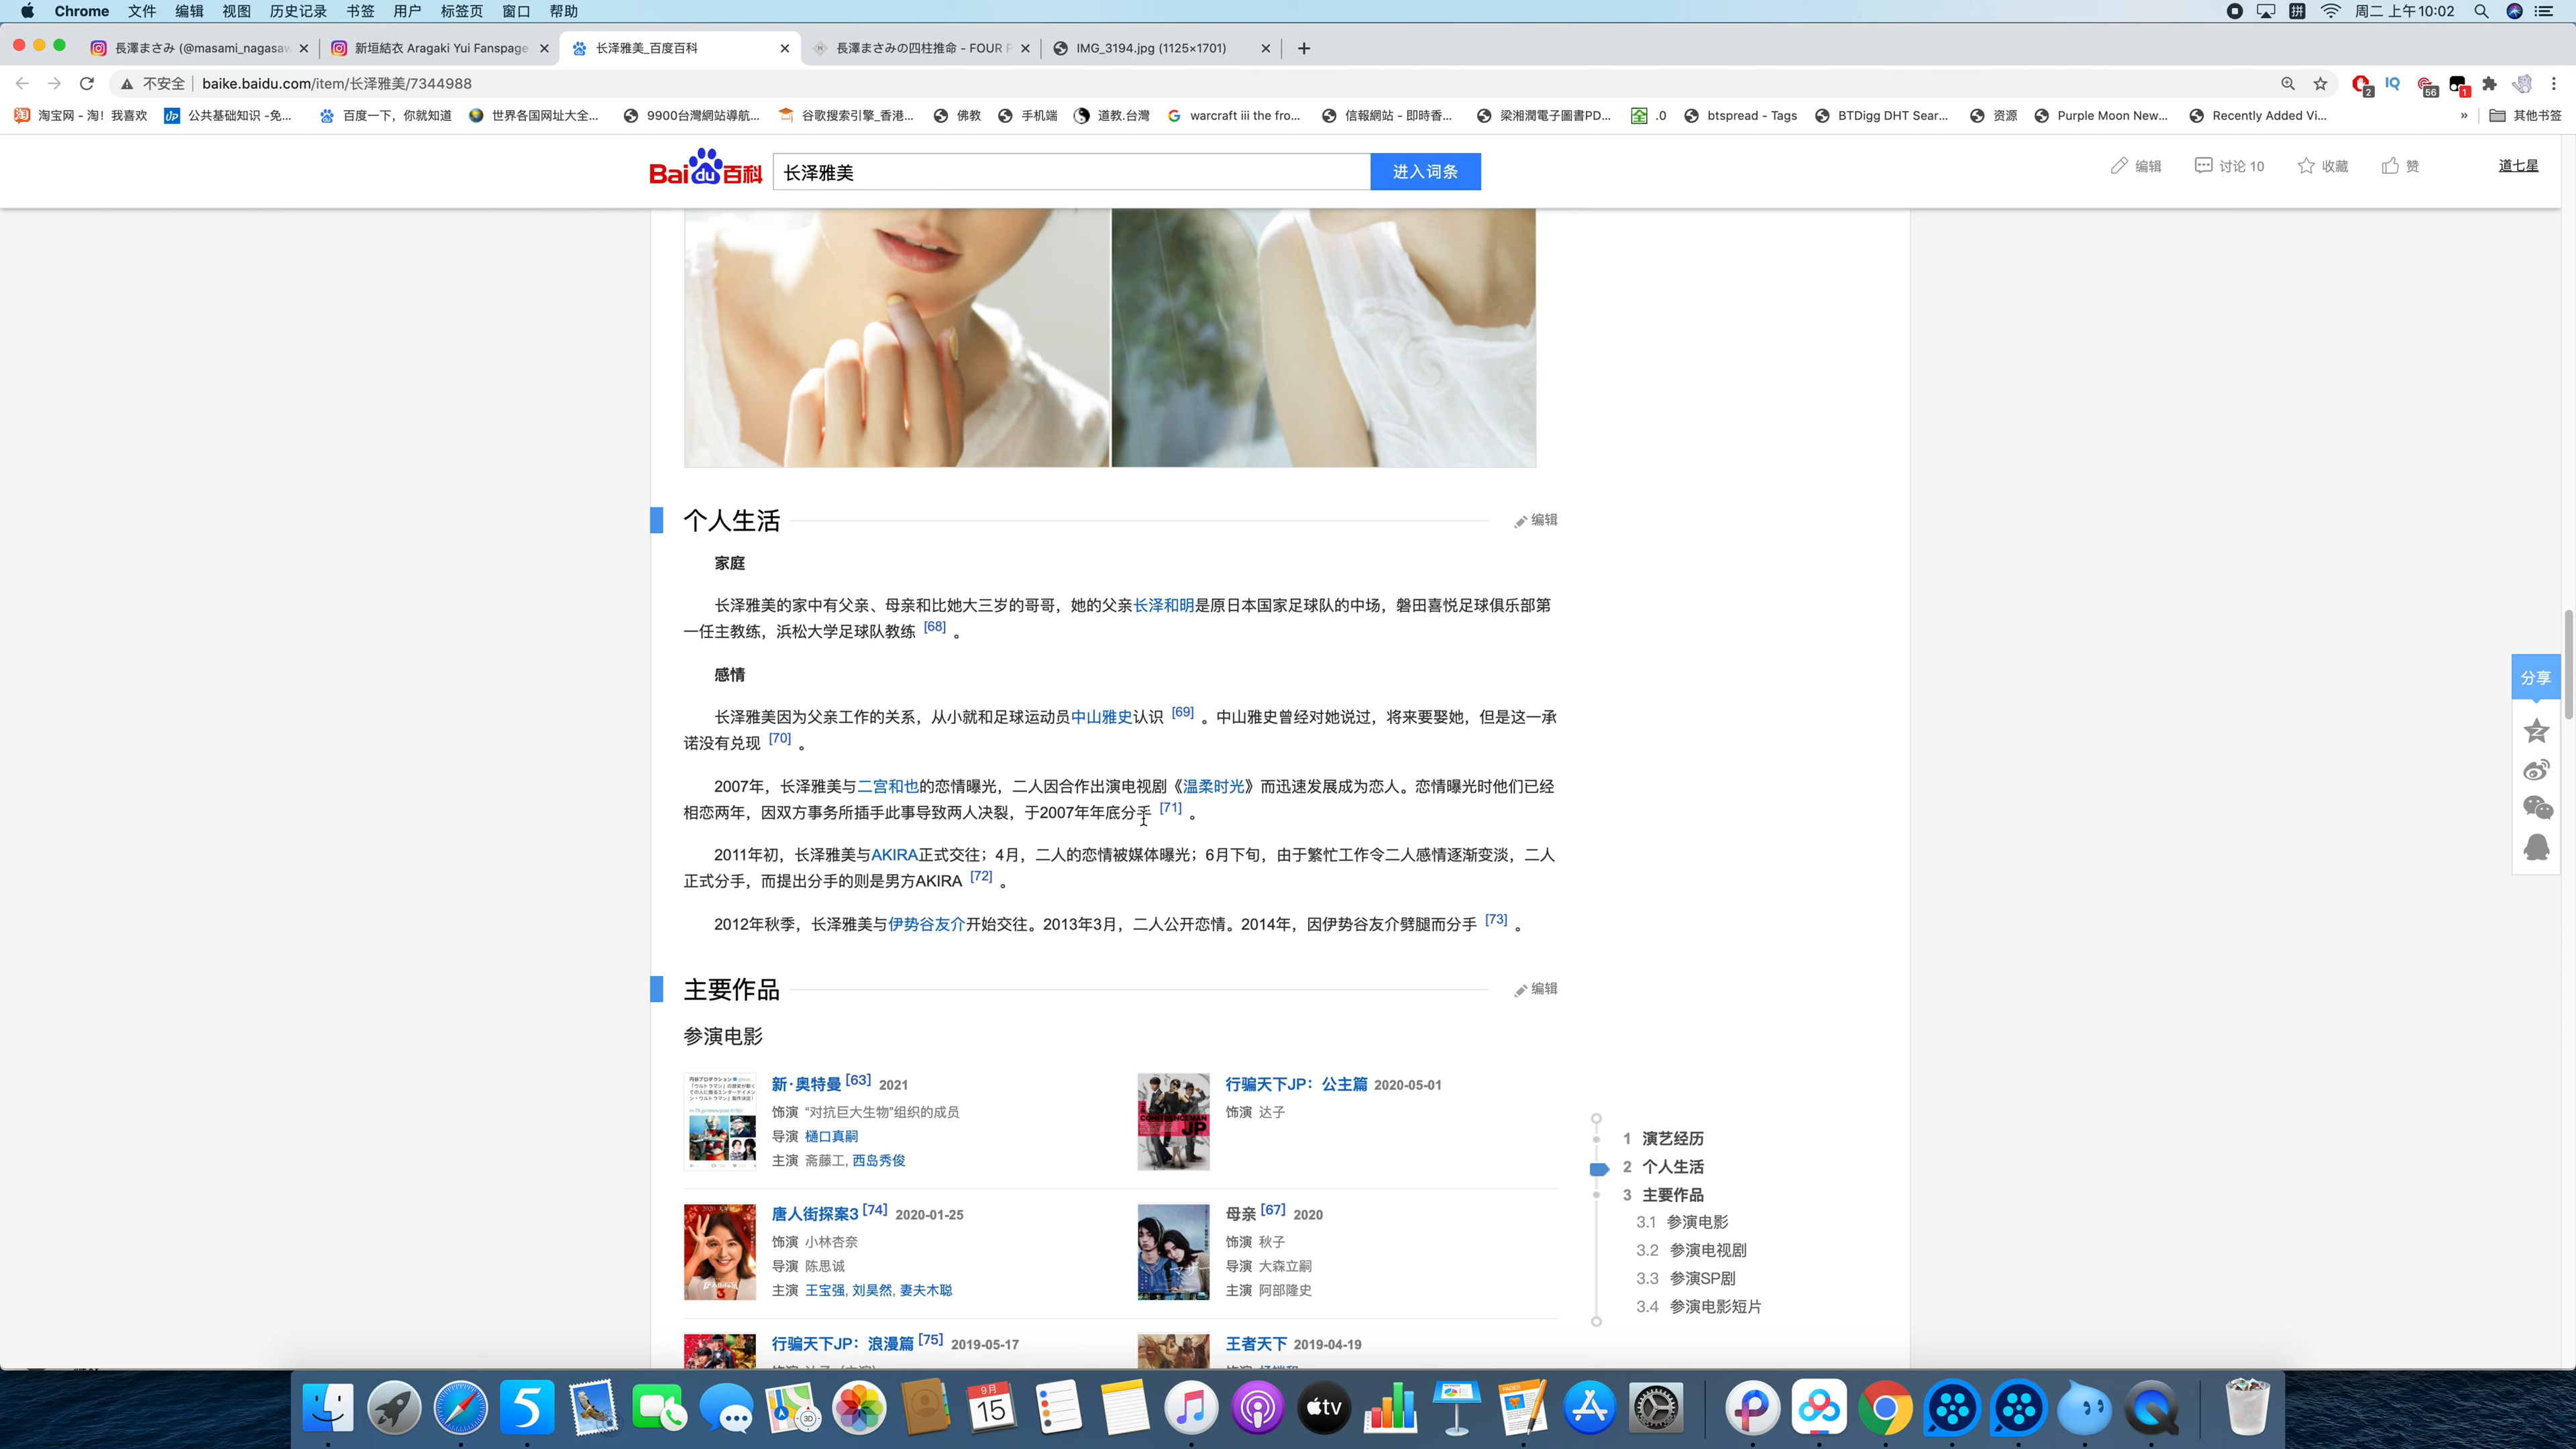 Chrome 文件 编辑 视图 历史记录 书签 用户 标签页 窗口 帮助 周二 上午10:02
長澤まさみ (@masami_nagasaw 新垣結衣 Aragaki Yui Fanspage 长泽雅美_百度百科 長澤まさみの四柱推命 - FOUR P IMG_3194.jpg (1125×1701)
不安全 baike.baidu.com/item/长泽雅美/7344988 2 IQ 56 1
淘宝网 - 淘！我喜欢 公共基础知识 -免... 百度一下，你就知道 世界各国网址大全... 9900台灣網站導航... 谷歌搜索引擎_香港... 佛教 手机端 道教.台灣 warcraft iii the fro... 信報網站 - 即時香... 梁湘潤電子圖書PD... .0 btspread - Tags BTDigg DHT Sear... 资源 Purple Moon New... Recently Added Vi... » 其他书签
Baidu百科 长泽雅美 进入词条 编辑 讨论 10 收藏 赞 道七星
个人生活 编辑
家庭
长泽雅美的家中有父亲、母亲和比她大三岁的哥哥，她的父亲长泽和明是原日本国家足球队的中场，磐田喜悦足球俱乐部第
一任主教练，浜松大学足球队教练 [68] 。
感情
长泽雅美因为父亲工作的关系，从小就和足球运动员中山雅史认识 [69] 。中山雅史曾经对她说过，将来要娶她，但是这一承
诺没有兑现 [70] 。
2007年，长泽雅美与二宫和也的恋情曝光，二人因合作出演电视剧《温柔时光》而迅速发展成为恋人。恋情曝光时他们已经
相恋两年，因双方事务所插手此事导致两人决裂，于2007年年底分手 [71] 。
2011年初，长泽雅美与AKIRA正式交往；4月，二人的恋情被媒体曝光；6月下旬，由于繁忙工作令二人感情逐渐变淡，二人
正式分手，而提出分手的则是男方AKIRA [72] 。
2012年秋季，长泽雅美与伊势谷友介开始交往。2013年3月，二人公开恋情。2014年，因伊势谷友介劈腿而分手 [73] 。
主要作品 编辑
参演电影
新·奥特曼 [63] 2021
饰演 “对抗巨大生物”组织的成员
导演 樋口真嗣
主演 斋藤工, 西岛秀俊
行骗天下JP：公主篇 2020-05-01
饰演 达子
唐人街探案3 [74] 2020-01-25
饰演 小林杏奈
导演 陈思诚
主演 王宝强, 刘昊然, 妻夫木聪
母亲 [67] 2020
饰演 秋子
导演 大森立嗣
主演 阿部隆史
行骗天下JP：浪漫篇 [75] 2019-05-17
王者天下 2019-04-19
1 演艺经历
2 个人生活
3 主要作品
3.1 参演电影
3.2 参演电视剧
3.3 参演SP剧
3.4 参演电影短片
分享
9月
15
tv